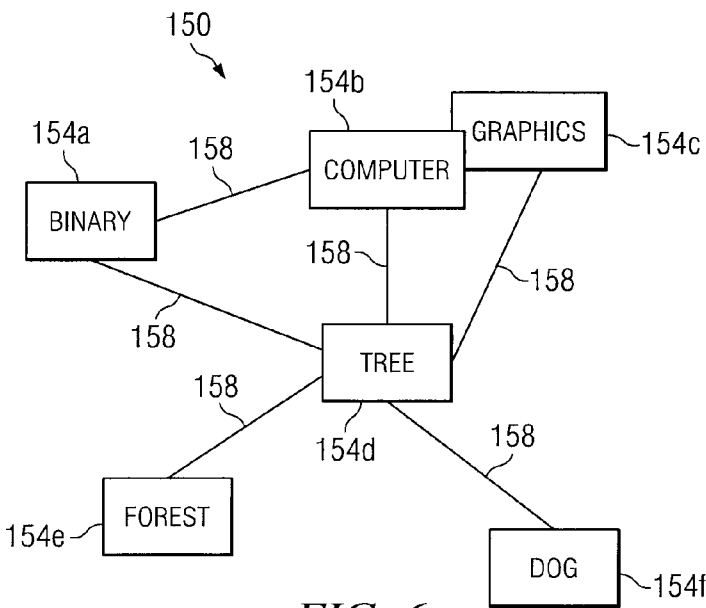 150
154b
GRAPHICS
154c
154a
158
COMPUTER
BINARY
158
158
158
TREE
158
154d
158
FOREST
154e
DOG
154f
FIG. 6